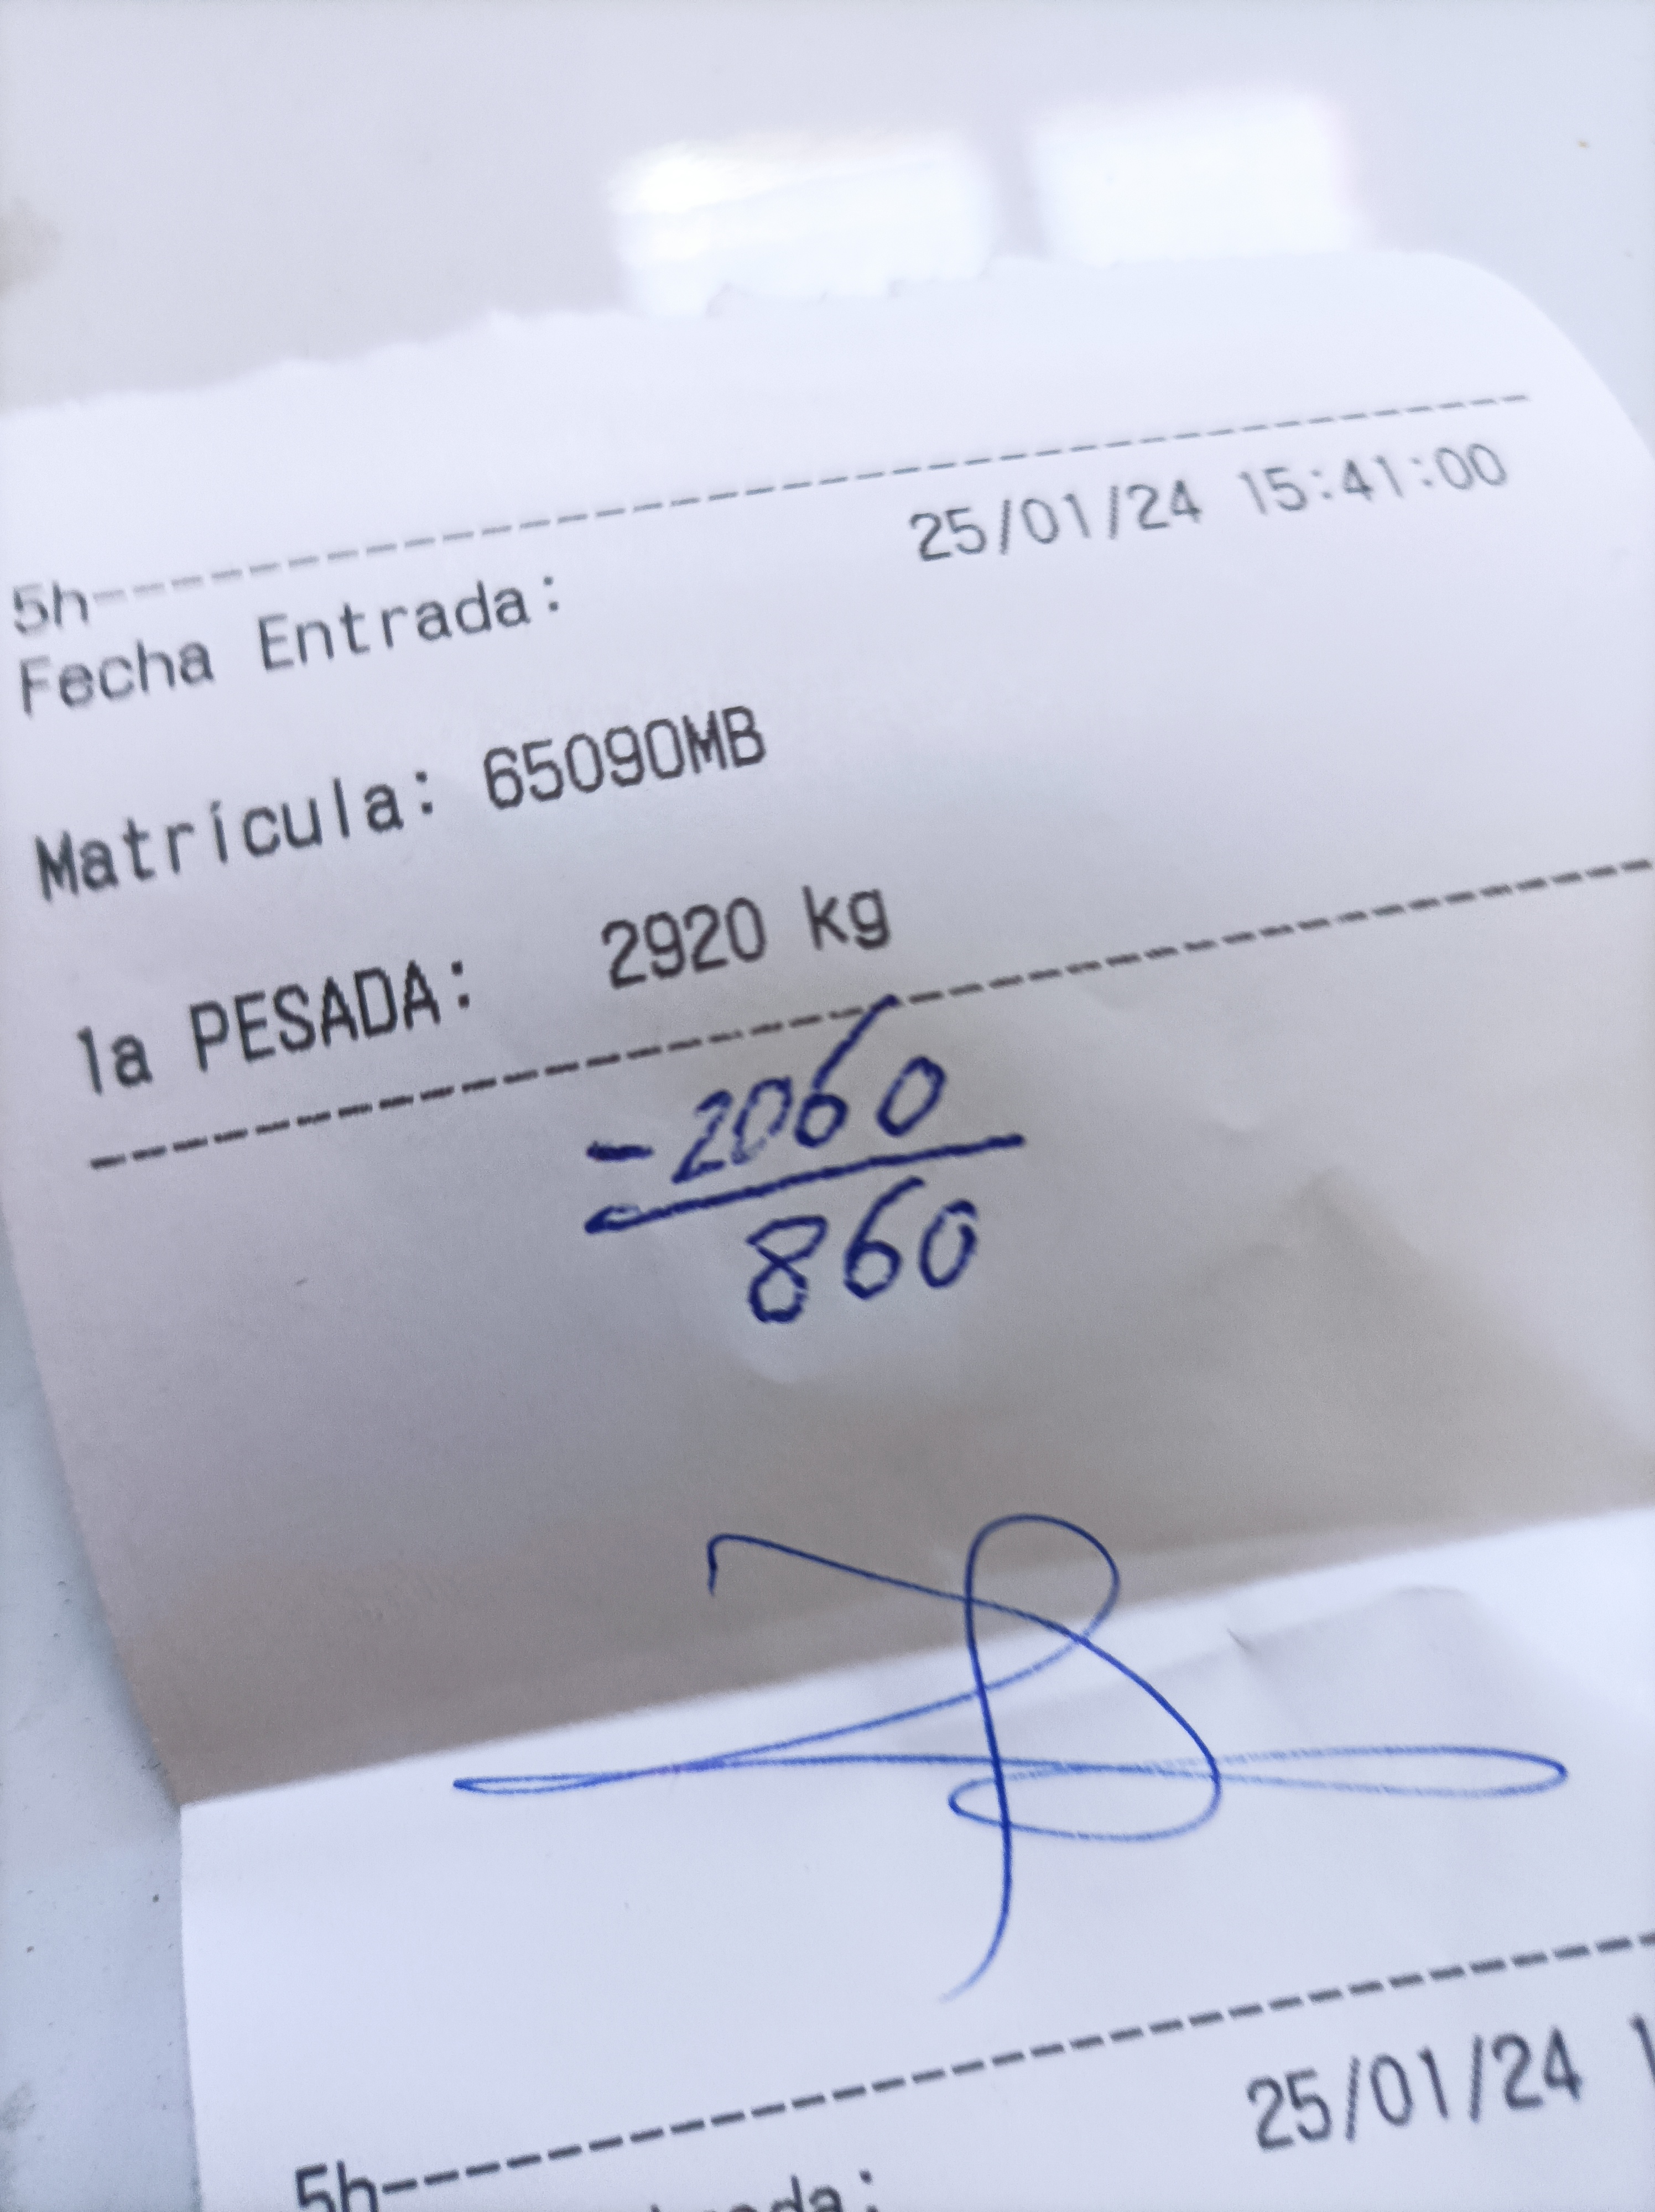 5h--------------------------------
Fecha Entrada: 25/01/24 15:41:00
Matrícula: 65090MB
1a PESADA: 2920 kg
----------------------------------
-2060
860
----------------------------------
5h
25/01/24